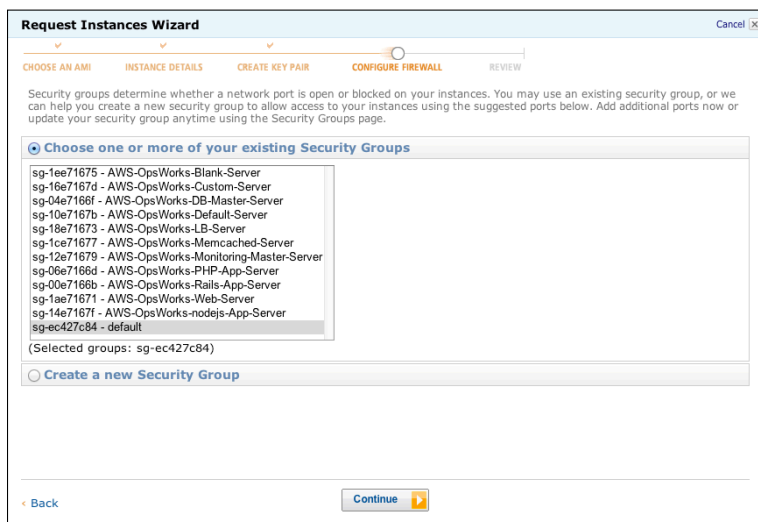 Request Instances Wizard
Cancel
CHOOSE AN AMI INSTANCE DETAILS CREATE KEY PAIR CONFIGURE FIREWALL REVIEW
Security groups determine whether a network port is open or blocked on your instances. You may use an existing security group, or we
can help you create a new security group to allow access to your instances using the suggested ports below. Add additional ports now or
update your security group anytime using the Security Groups page.
Choose one or more of your existing Security Groups
sg-1ee71675 - AWS-OpsWorks-Blank-Server
sg-16e7167d - AWS-OpsWorks-Custom-Server
sg-04e7166f - AWS-OpsWorks-DB-Master-Server
sg-10e7167b - AWS-OpsWorks-Default-Server
sg-18e71673 - AWS-OpsWorks-LB-Server
sg-1ce71677 - AWS-OpsWorks-Memcached-Server
sg-12e71679 - AWS-OpsWorks-Monitoring-Master-Server
sg-06e7166d - AWS-OpsWorks-PHP-App-Server
sg-00e7166b - AWS-OpsWorks-Rails-App-Server
sg-1ae71671 - AWS-OpsWorks-Web-Server
sg-14e7167f - AWS-OpsWorks-nodejs-App-Server
sg-ec427c84 - default
(Selected groups: sg-ec427c84)
Create a new Security Group
Back
Continue